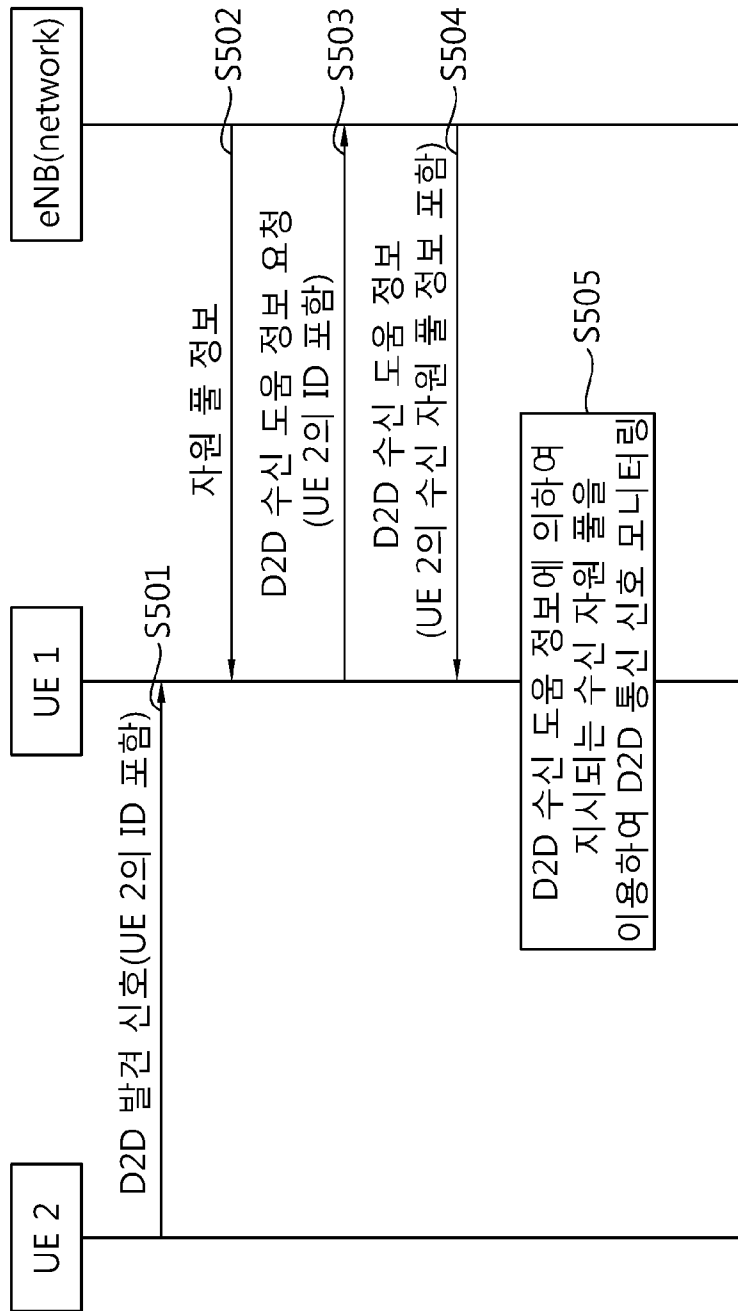 UE 2
UE 1
eNB(network)
D2D 발견 신호(UE 2의 ID 포함)
S501
자원 풀 정보
S502
D2D 수신 도움 정보 요청
(UE 2의 ID 포함)
S503
D2D 수신 도움 정보
(UE 2의 수신 자원 풀 정보 포함)
S504
D2D 수신 도움 정보에 의하여
지시되는 수신 자원 풀을
이용하여 D2D 통신 신호 모니터링
S505